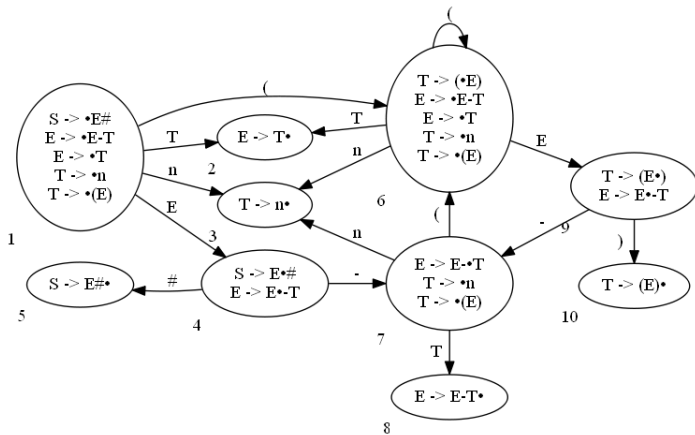 (
S -> •E#
E -> •E-T
E -> •T
T -> •n
T -> •(E)
1
(
T
n
E
E -> T•
2
T -> n•
3
T -> (•E)
E -> •E-T
E -> •T
T -> •n
T -> •(E)
6
T
n
E
T -> (E•)
E -> E•-T
9
-
)
T -> (E)•
10
S -> E#•
5
#
S -> E•#
E -> E•-T
4
-
n
(
E -> E-•T
T -> •n
T -> •(E)
7
T
E -> E-T•
8